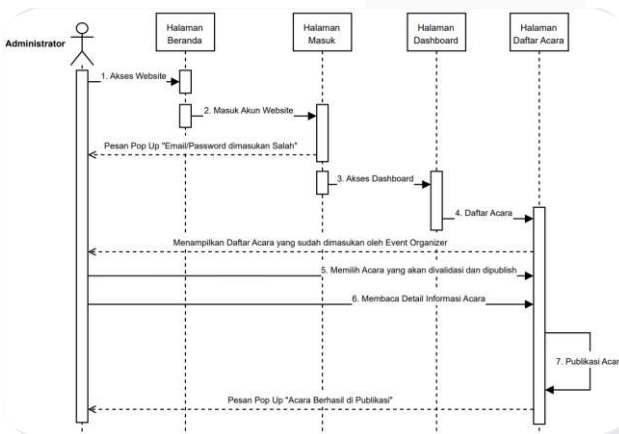 Administrator
Halaman
Beranda
Halaman
Masuk
Halaman
Dashboard
Halaman
Daftar Acara
1. Akses Website
2. Masuk Akun Website
Pesan Pop Up "Email/Password dimasukan Salah"
3. Akses Dashboard
4. Daftar Acara
Menampilkan Daftar Acara yang sudah dimasukan oleh Event Organizer
5. Memilih Acara yang akan divalidasi dan dipublish
6. Membaca Detail Informasi Acara
7. Publikasi Acar
Pesan Pop Up "Acara Berhasil di Publikasi"